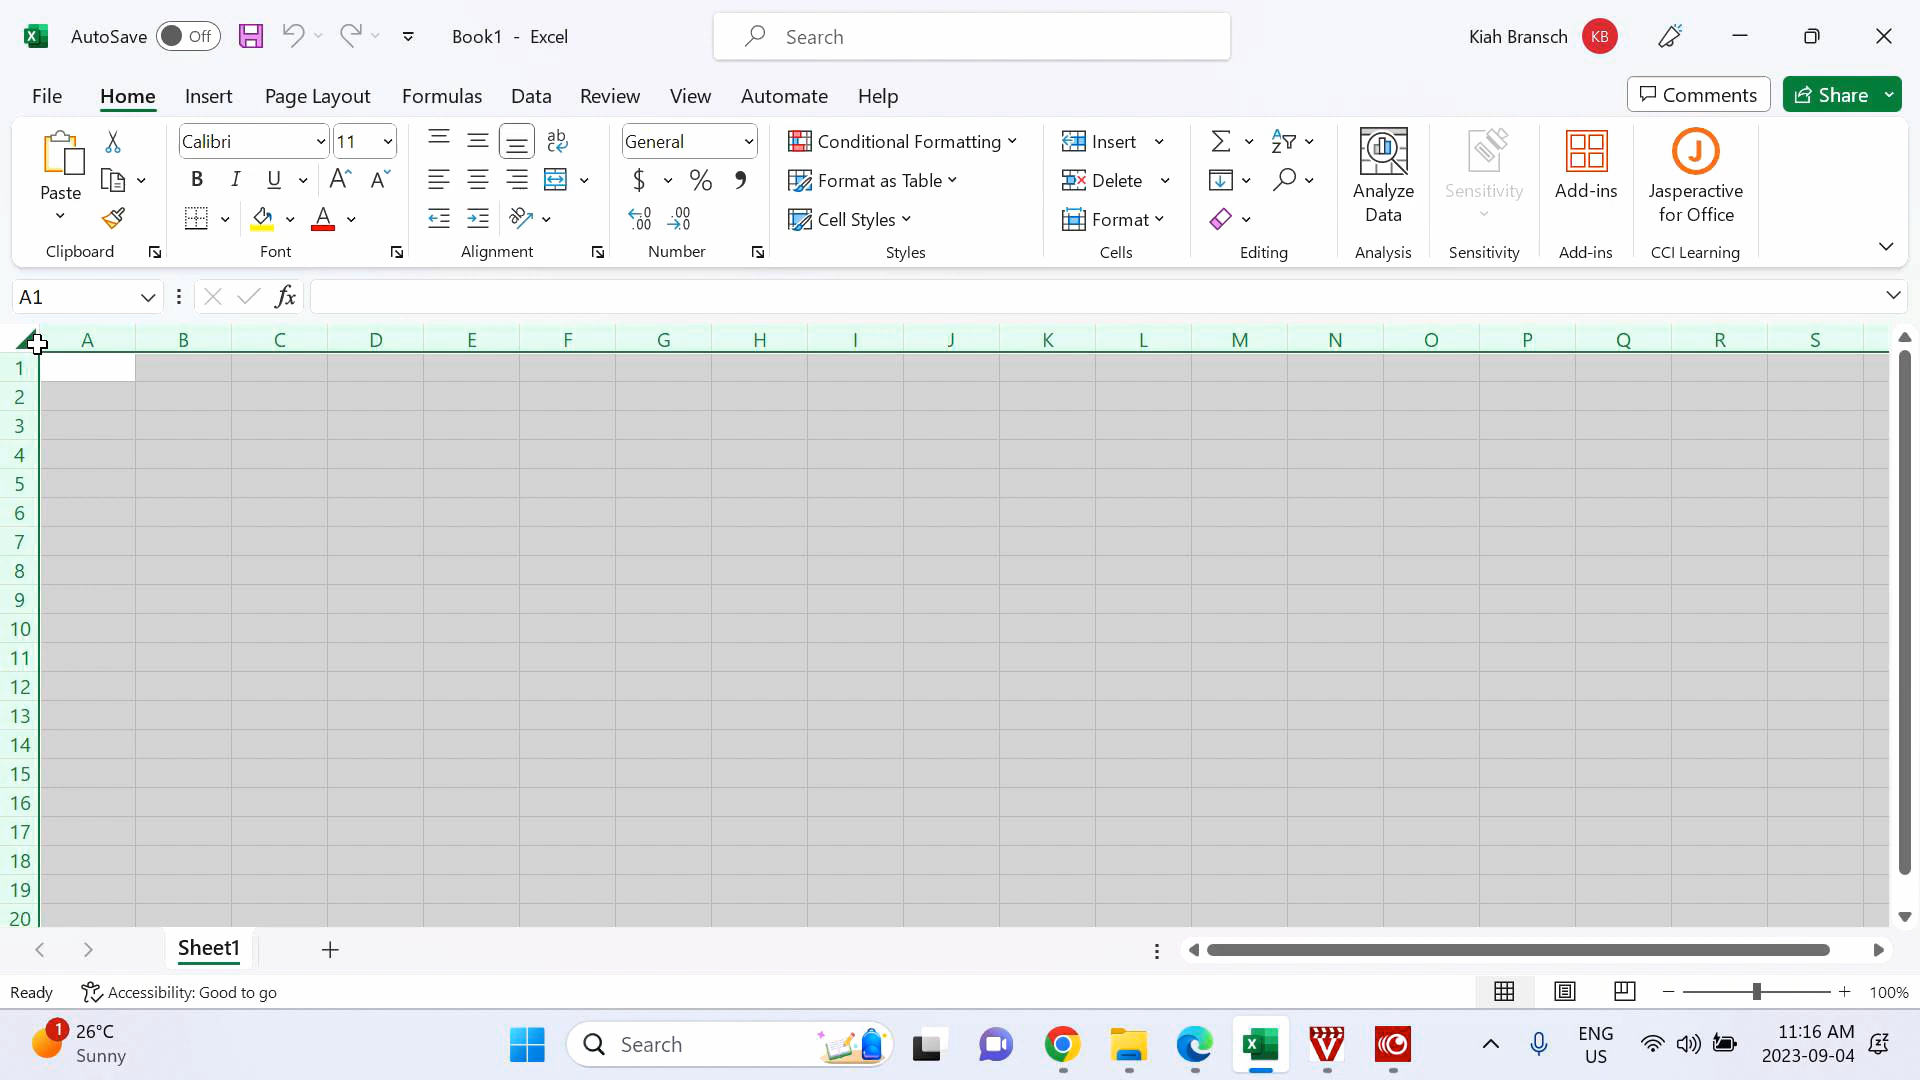 AutoSave Off Book1 - Excel Search Kiah Bransch KB
File Home Insert Page Layout Formulas Data Review View Automate Help Comments Share
Paste
Clipboard
Calibri 11
B I U
A
Font
ab
Alignment
General
$ % 9
Number
Conditional Formatting
Format as Table
Cell Styles
Styles
Insert
Delete
Format
Cells
Editing
Analyze
Data
Analysis
Sensitivity
Sensitivity
Add-ins
Add-ins
Jasperactive
for Office
CCI Learning
A1 fx
A B C D E F G H I J K L M N O P Q R S
1
2
3
4
5
6
7
8
9
10
11
12
13
14
15
16
17
18
19
20
Sheet1
Ready Accessibility: Good to go 100%
1 26°C
Sunny
Search
ENG
US
11:16 AM
2023-09-04